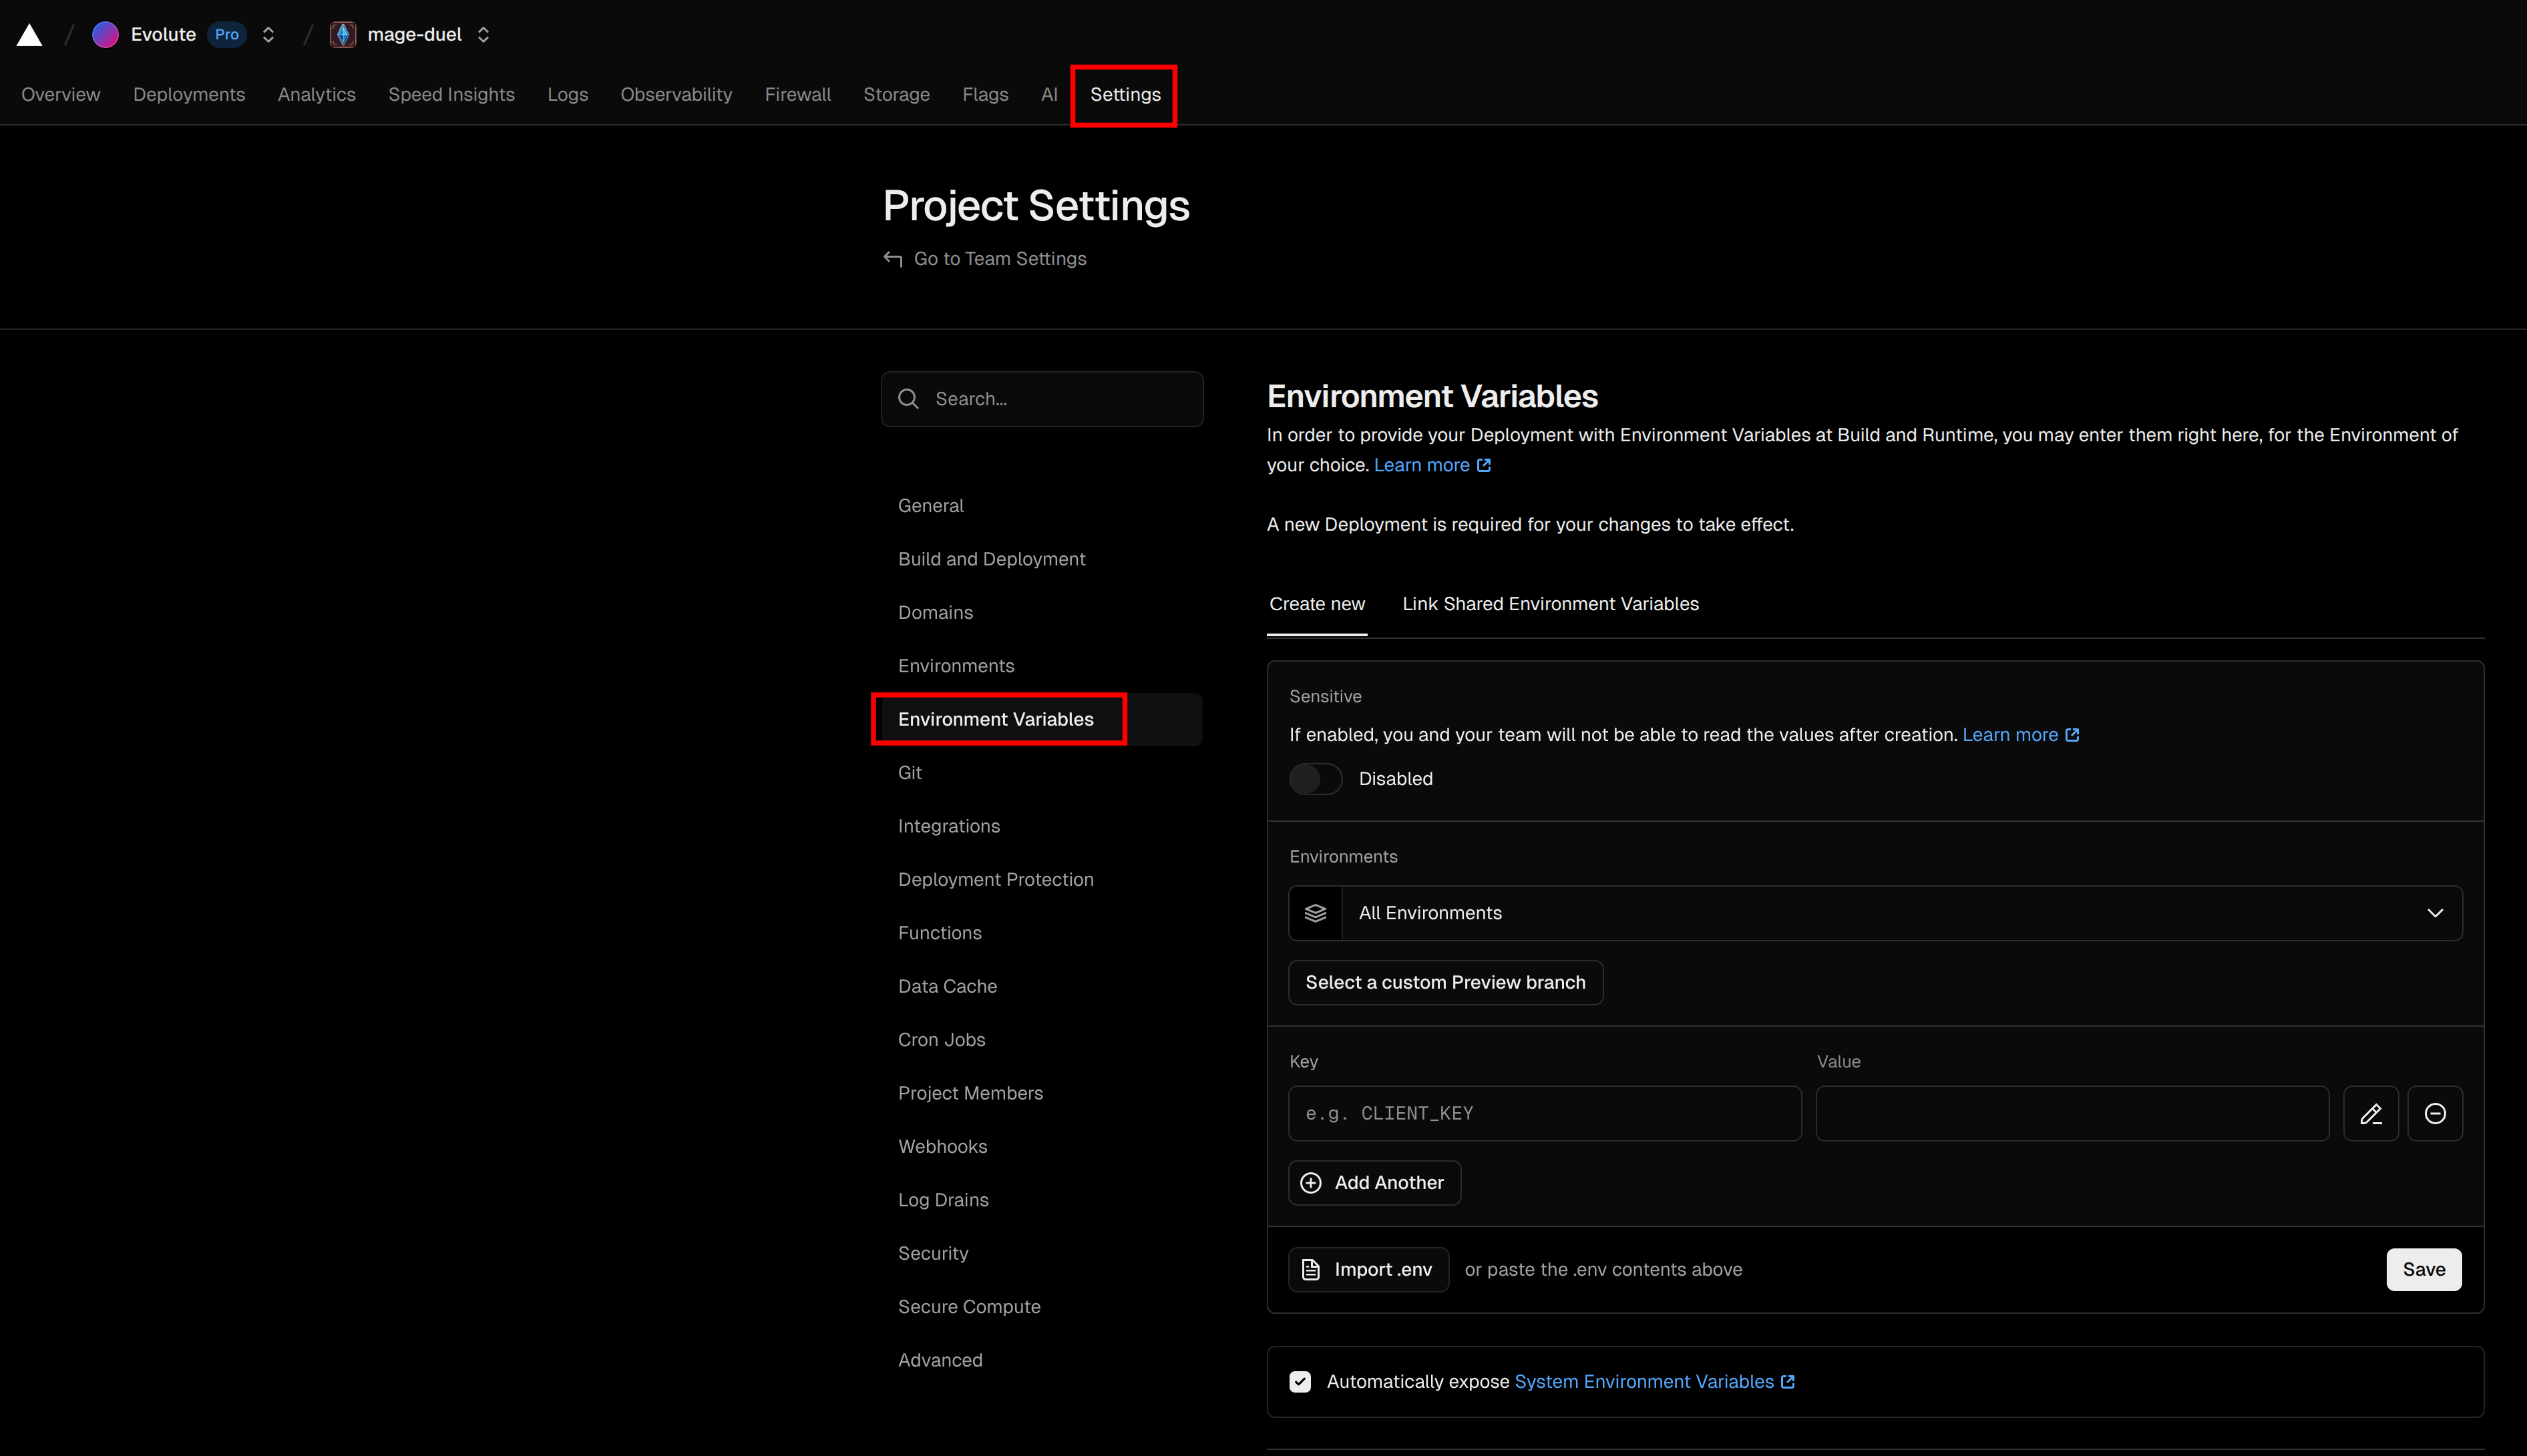 Evolute Pro mage-duel
Overview Deployments Analytics Speed Insights Logs Observability Firewall Storage Flags AI Settings
Project Settings
Go to Team Settings
Search...
General
Build and Deployment
Domains
Environments
Environment Variables
Git
Integrations
Deployment Protection
Functions
Data Cache
Cron Jobs
Project Members
Webhooks
Log Drains
Security
Secure Compute
Advanced
Environment Variables
In order to provide your Deployment with Environment Variables at Build and Runtime, you may enter them right here, for the Environment of
your choice. Learn more
A new Deployment is required for your changes to take effect.
Create new Link Shared Environment Variables
Sensitive
If enabled, you and your team will not be able to read the values after creation. Learn more
Disabled
Environments
All Environments
Select a custom Preview branch
Key Value
e.g. CLIENT_KEY
Add Another
Import .env or paste the .env contents above Save
Automatically expose System Environment Variables